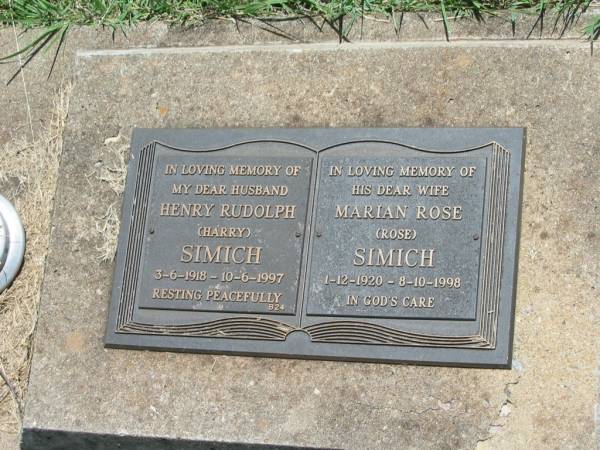 IN LOVING MEMORY OF
MY DEAR HUSBAND
HENRY RUDOLPH
(HARRY)
SIMICH
3-6-1918 - 10-6-1997
RESTING PEACEFULLY
824
IN LOVING MEMORY OF
HIS DEAR WIFE
MARIAN ROSE
(ROSE)
SIMICH
1-12-1920 - 8-10-1998
IN GOD'S CARE